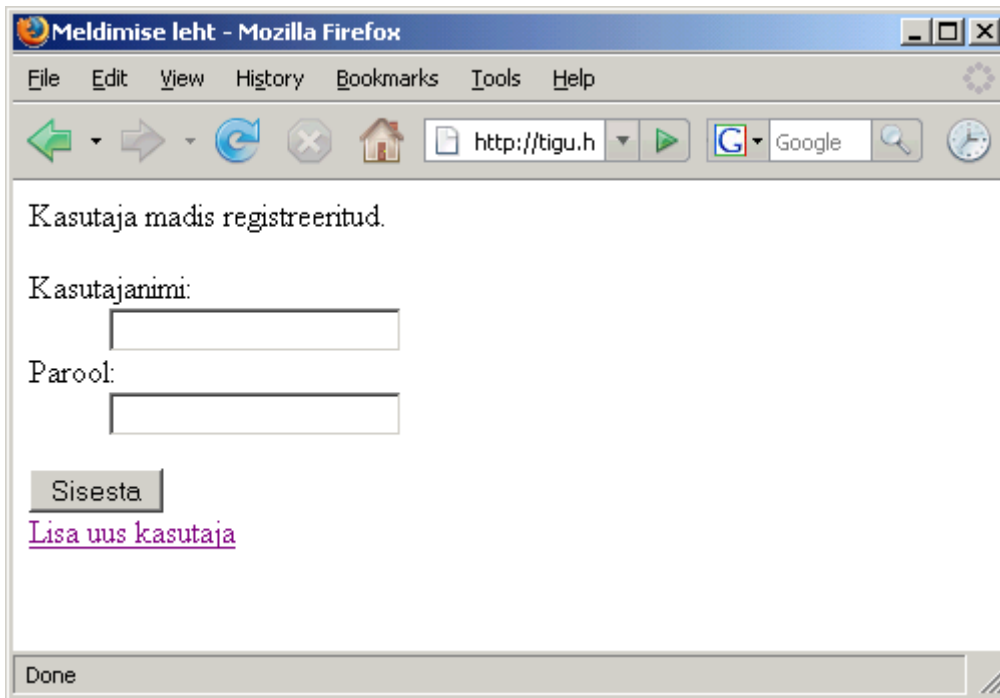 Meldimise leht - Mozilla Firefox
File Edit View History Bookmarks Tools Help
http://tigu.h G Google
Kasutaja madis registreeritud.
Kasutajanimi:
Parool:
Sisesta
Lisa uus kasutaja
Done